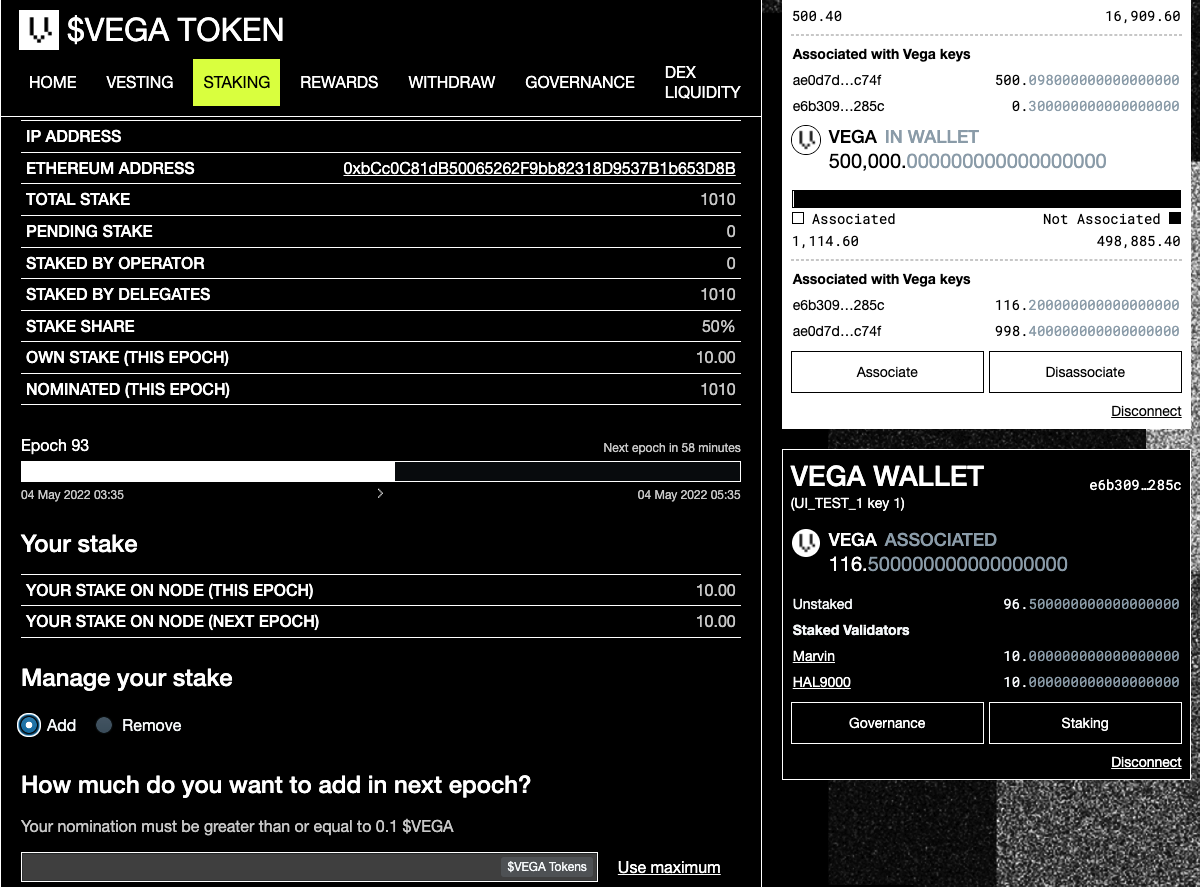 $VEGA TOKEN
HOME VESTING STAKING REWARDS WITHDRAW GOVERNANCE DEX LIQUIDITY
IP ADDRESS
ETHEREUM ADDRESS 0xbCc0C81dB50065262F9bb82318D9537B1b653D8B
TOTAL STAKE 1010
PENDING STAKE 0
STAKED BY OPERATOR 0
STAKED BY DELEGATES 1010
STAKE SHARE 50%
OWN STAKE (THIS EPOCH) 10.00
NOMINATED (THIS EPOCH) 1010
Epoch 93 Next epoch in 58 minutes
04 May 2022 03:35 04 May 2022 05:35
Your stake
YOUR STAKE ON NODE (THIS EPOCH) 10.00
YOUR STAKE ON NODE (NEXT EPOCH) 10.00
Manage your stake
Add Remove
How much do you want to add in next epoch?
Your nomination must be greater than or equal to 0.1 $VEGA
$VEGA Tokens Use maximum
500.40 16,909.60
Associated with Vega keys
ae0d7d…c74f 500.098000000000000000
e6b309…285c 0.300000000000000000
VEGA IN WALLET
500,000.000000000000000000
Associated Not Associated
1,114.60 498,885.40
Associated with Vega keys
e6b309…285c 116.200000000000000000
ae0d7d…c74f 998.400000000000000000
Associate Disassociate
Disconnect
VEGA WALLET e6b309…285c
(UI_TEST_1 key 1)
VEGA ASSOCIATED
116.500000000000000000
Unstaked 96.500000000000000000
Staked Validators
Marvin 10.000000000000000000
HAL9000 10.000000000000000000
Governance Staking
Disconnect